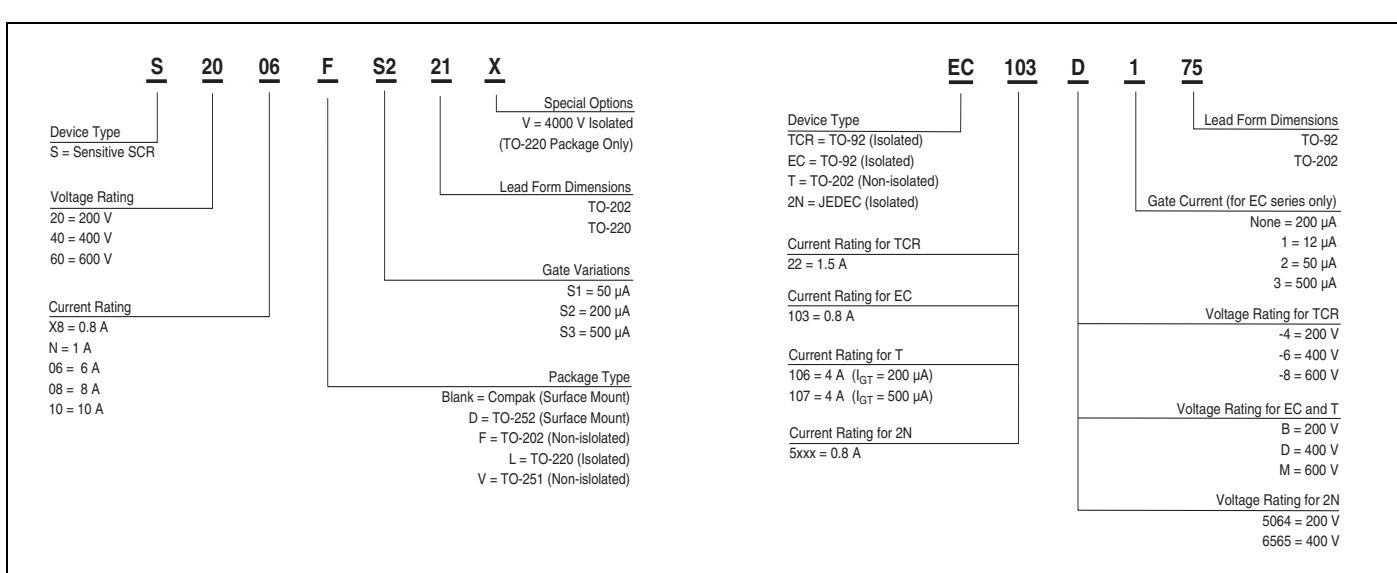 S 20 06 F S2 21 X
Special Options
V = 4000 V Isolated
(TO-220 Package Only)
Device Type
S = Sensitive SCR
Lead Form Dimensions
TO-202
TO-220
Voltage Rating
20 = 200 V
40 = 400 V
60 = 600 V
Gate Variations
S1 = 50 µA
S2 = 200 µA
S3 = 500 µA
Current Rating
X8 = 0.8 A
N = 1 A
06 = 6 A
08 = 8 A
10 = 10 A
Package Type
Blank = Compak (Surface Mount)
D = TO-252 (Surface Mount)
F = TO-202 (Non-islolated)
L = TO-220 (Isolated)
V = TO-251 (Non-islolated)
EC 103 D 1 75
Device Type
TCR = TO-92 (Isolated)
EC = TO-92 (Isolated)
T = TO-202 (Non-isolated)
2N = JEDEC (Isolated)
Lead Form Dimensions
TO-92
TO-202
Gate Current (for EC series only)
None = 200 µA
1 = 12 µA
2 = 50 µA
3 = 500 µA
Current Rating for TCR
22 = 1.5 A
Current Rating for EC
103 = 0.8 A
Current Rating for T
106 = 4 A (IGT = 200 µA)
107 = 4 A (IGT = 500 µA)
Current Rating for 2N
5xxx = 0.8 A
Voltage Rating for TCR
-4 = 200 V
-6 = 400 V
-8 = 600 V
Voltage Rating for EC and T
B = 200 V
D = 400 V
M = 600 V
Voltage Rating for 2N
5064 = 200 V
6565 = 400 V